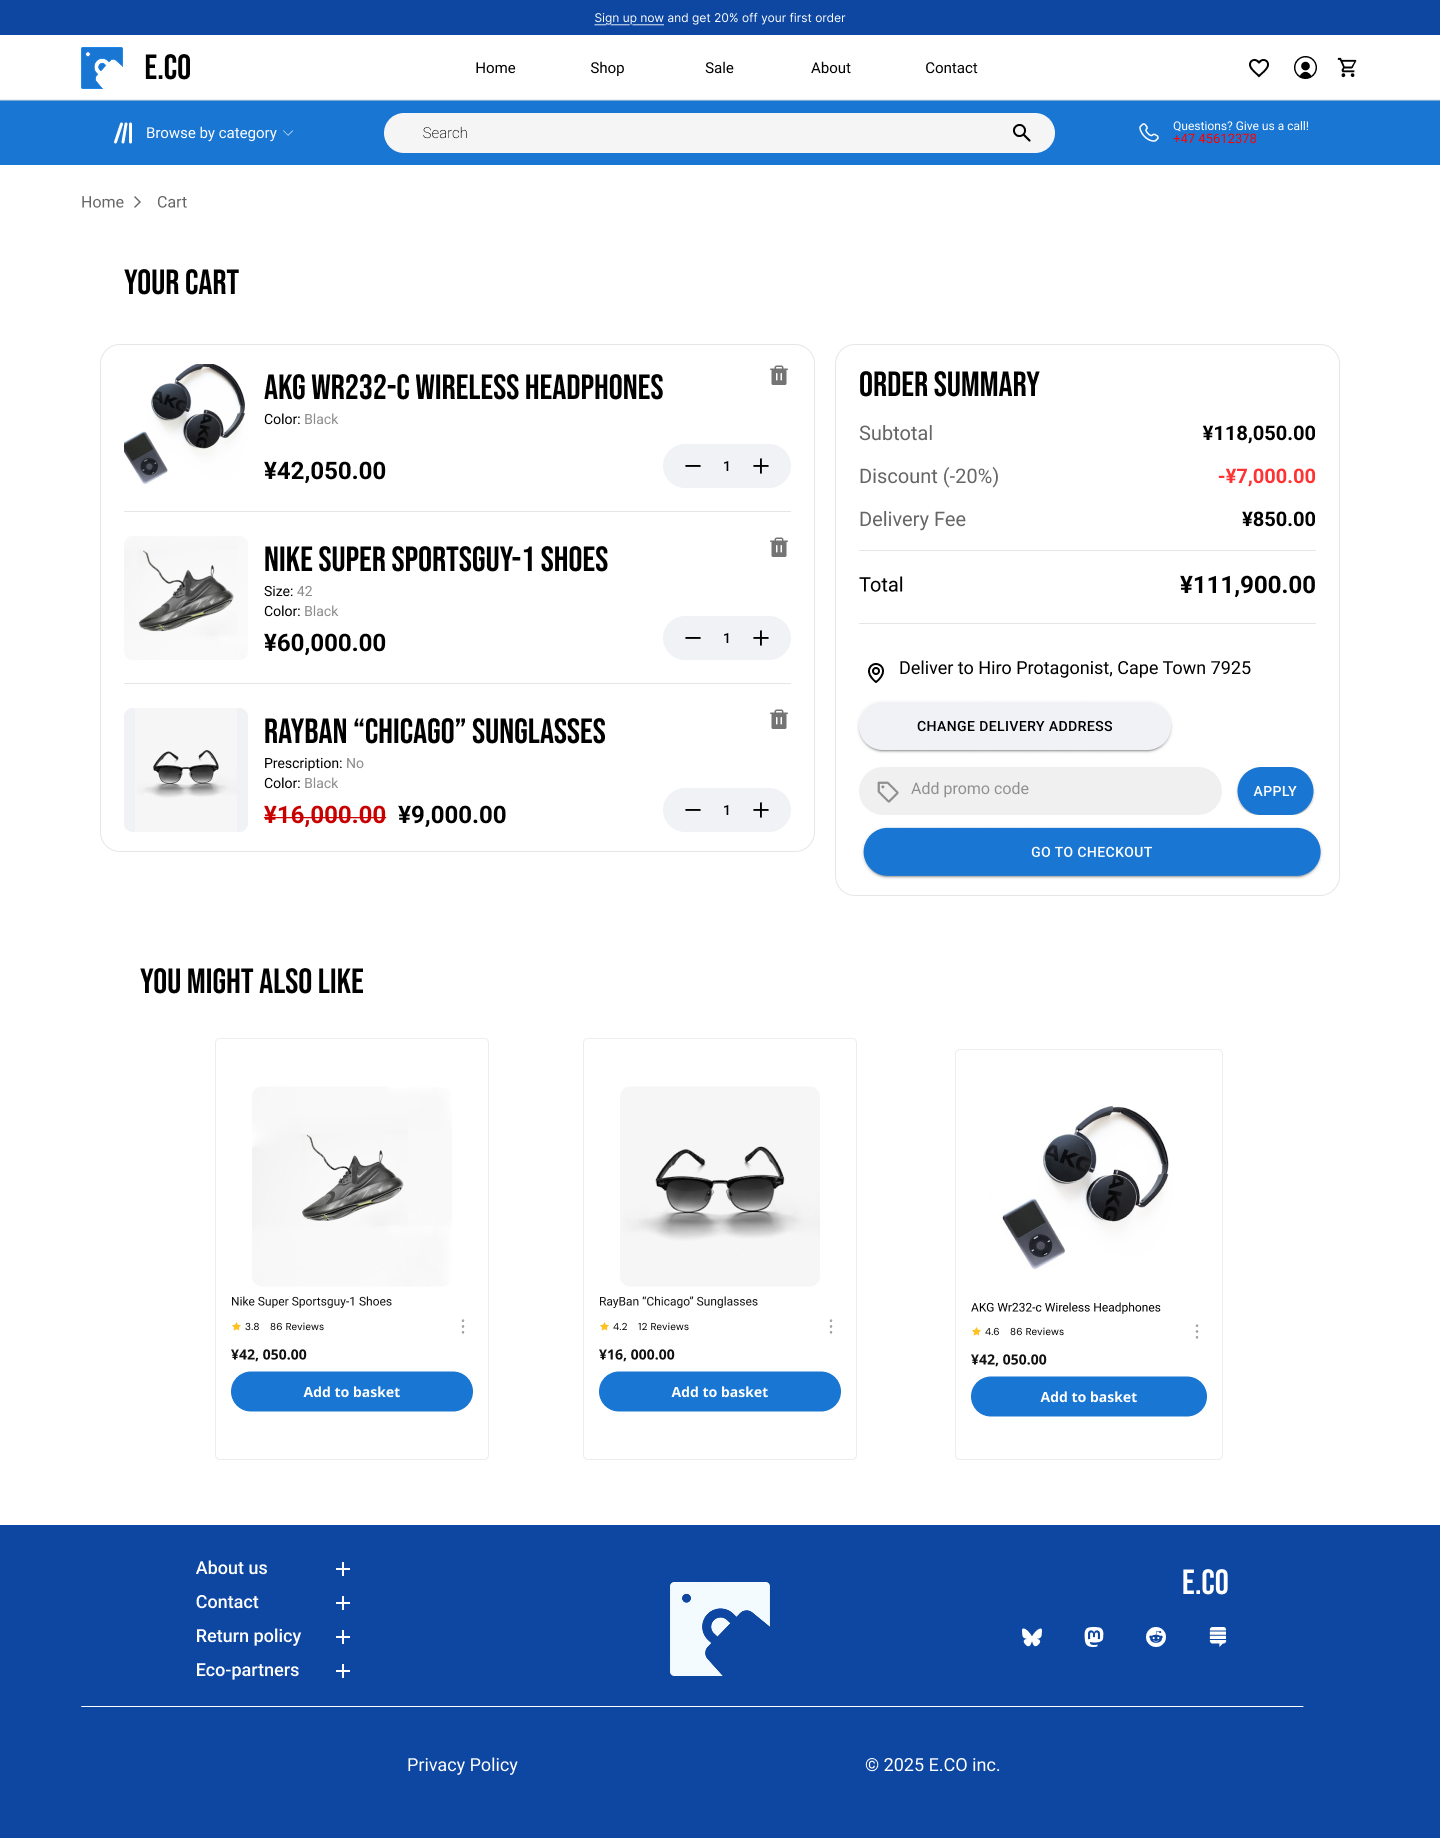 Sign up now and get 20% off your first order
E.CO
Home
Shop
Sale
About
Contact
Browse by category
Search
Questions? Give us a call!
+47 45612378
Home
Cart
YOUR CART
AKG WR232-C WIRELESS HEADPHONES
Color: Black
¥42,050.00
1
NIKE SUPER SPORTSGUY-1 SHOES
Size: 42
Color: Black
¥60,000.00
1
RAYBAN “CHICAGO” SUNGLASSES
Prescription: No
Color: Black
¥16,000.00 ¥9,000.00
1
ORDER SUMMARY
Subtotal ¥118,050.00
Discount (-20%) -¥7,000.00
Delivery Fee ¥850.00
Total ¥111,900.00
Deliver to Hiro Protagonist, Cape Town 7925
CHANGE DELIVERY ADDRESS
Add promo code
APPLY
GO TO CHECKOUT
YOU MIGHT ALSO LIKE
Nike Super Sportsguy-1 Shoes
3.8 86 Reviews
¥42, 050.00
Add to basket
RayBan “Chicago” Sunglasses
4.2 12 Reviews
¥16, 000.00
Add to basket
AKG
AKG
AKG Wr232-c Wireless Headphones
4.6 86 Reviews
¥42, 050.00
Add to basket
About us
Contact
Return policy
Eco-partners
E.CO
Privacy Policy
© 2025 E.CO inc.